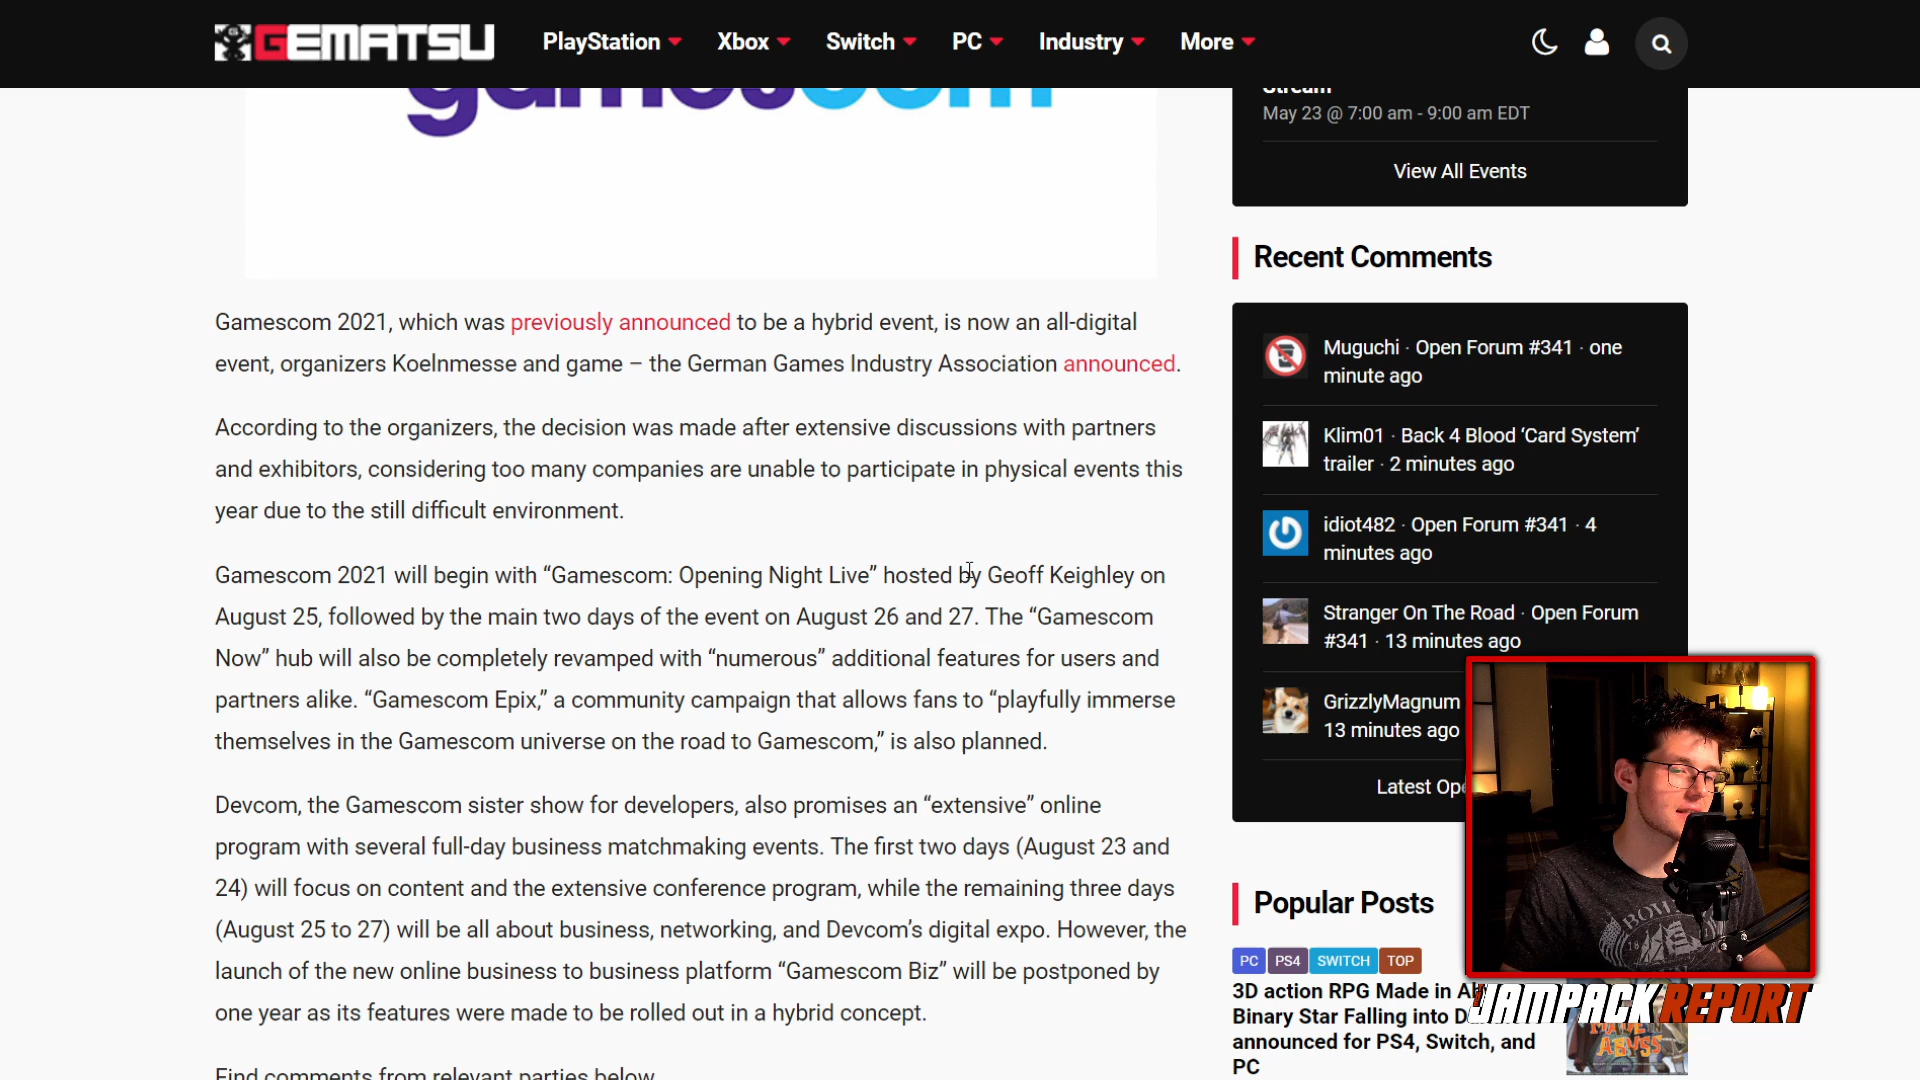 GEMATSU
PlayStation Xbox Switch PC Industry More
gamescom
Gamescom 2021, which was previously announced to be a hybrid event, is now an all-digital
event, organizers Koelnmesse and game – the German Games Industry Association announced.
According to the organizers, the decision was made after extensive discussions with partners
and exhibitors, considering too many companies are unable to participate in physical events this
year due to the still difficult environment.
Gamescom 2021 will begin with “Gamescom: Opening Night Live” hosted by Geoff Keighley on
August 25, followed by the main two days of the event on August 26 and 27. The “Gamescom
Now” hub will also be completely revamped with “numerous” additional features for users and
partners alike. “Gamescom Epix,” a community campaign that allows fans to “playfully immerse
themselves in the Gamescom universe on the road to Gamescom,” is also planned.
Devcom, the Gamescom sister show for developers, also promises an “extensive” online
program with several full-day business matchmaking events. The first two days (August 23 and
24) will focus on content and the extensive conference program, while the remaining three days
(August 25 to 27) will be all about business, networking, and Devcom’s digital expo. However, the
launch of the new online business to business platform “Gamescom Biz” will be postponed by
one year as its features were made to be rolled out in a hybrid concept.
Find comments from relevant parties below.
Stream
May 23 @ 7:00 am - 9:00 am EDT
View All Events
Recent Comments
Muguchi · Open Forum #341 · one
minute ago
Klim01 · Back 4 Blood ‘Card System’
trailer · 2 minutes ago
idiot482 · Open Forum #341 · 4
minutes ago
Stranger On The Road · Open Forum
#341 · 13 minutes ago
GrizzlyMagnum
13 minutes ago
Latest
Popular Posts
PC PS4 SWITCH TOP
3D action RPG Made in
Binary Star Falling into
announced for PS4, Switch, and
PC
JAMPACK REPORT
ABYSS